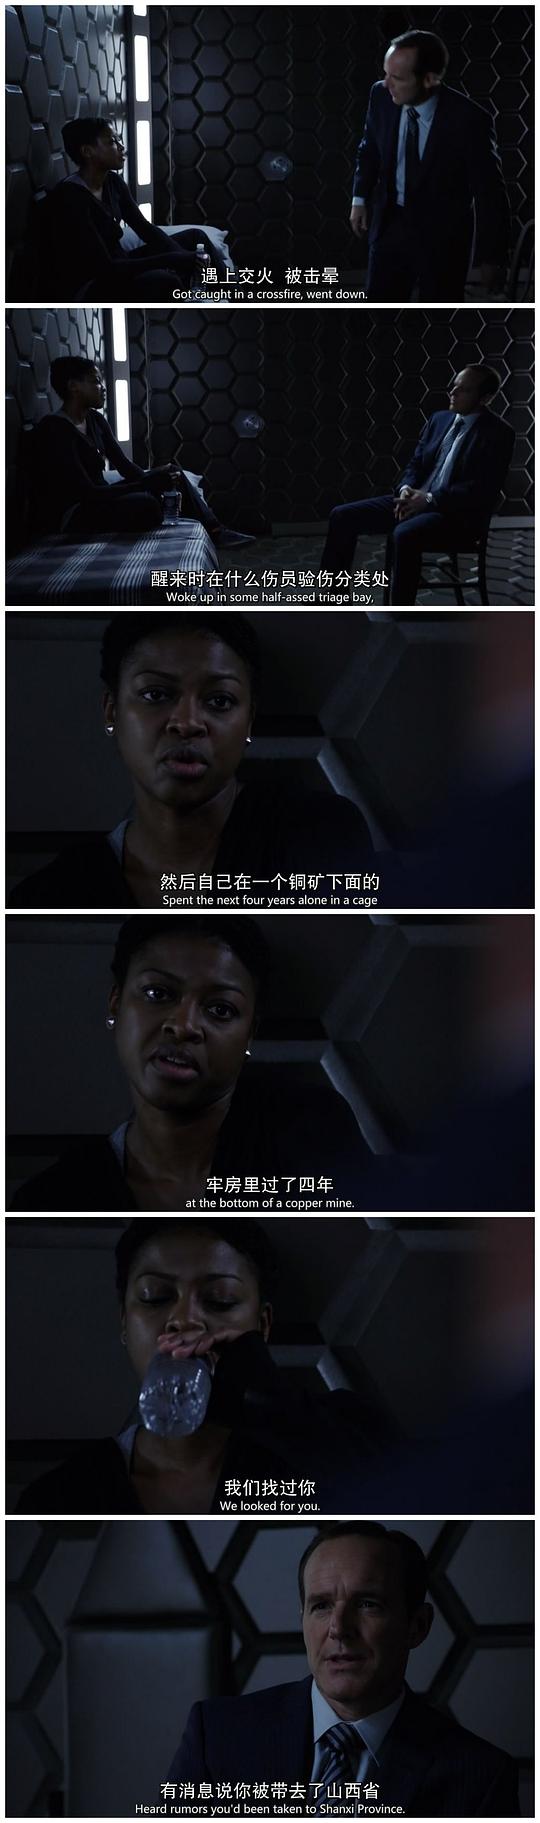 遇上交火 被击晕
Got caught in a crossfire, went down.
醒来时在什么伤员验伤分类处
Woke up in some half-assed triage bay,
然后自己在一个铜矿下面的
Spent the next four years alone in a cage
牢房里过了四年
at the bottom of a copper mine.
我们找过你
We looked for you.
有消息说你被带去了山西省
Heard rumors you'd been taken to Shanxi Province.